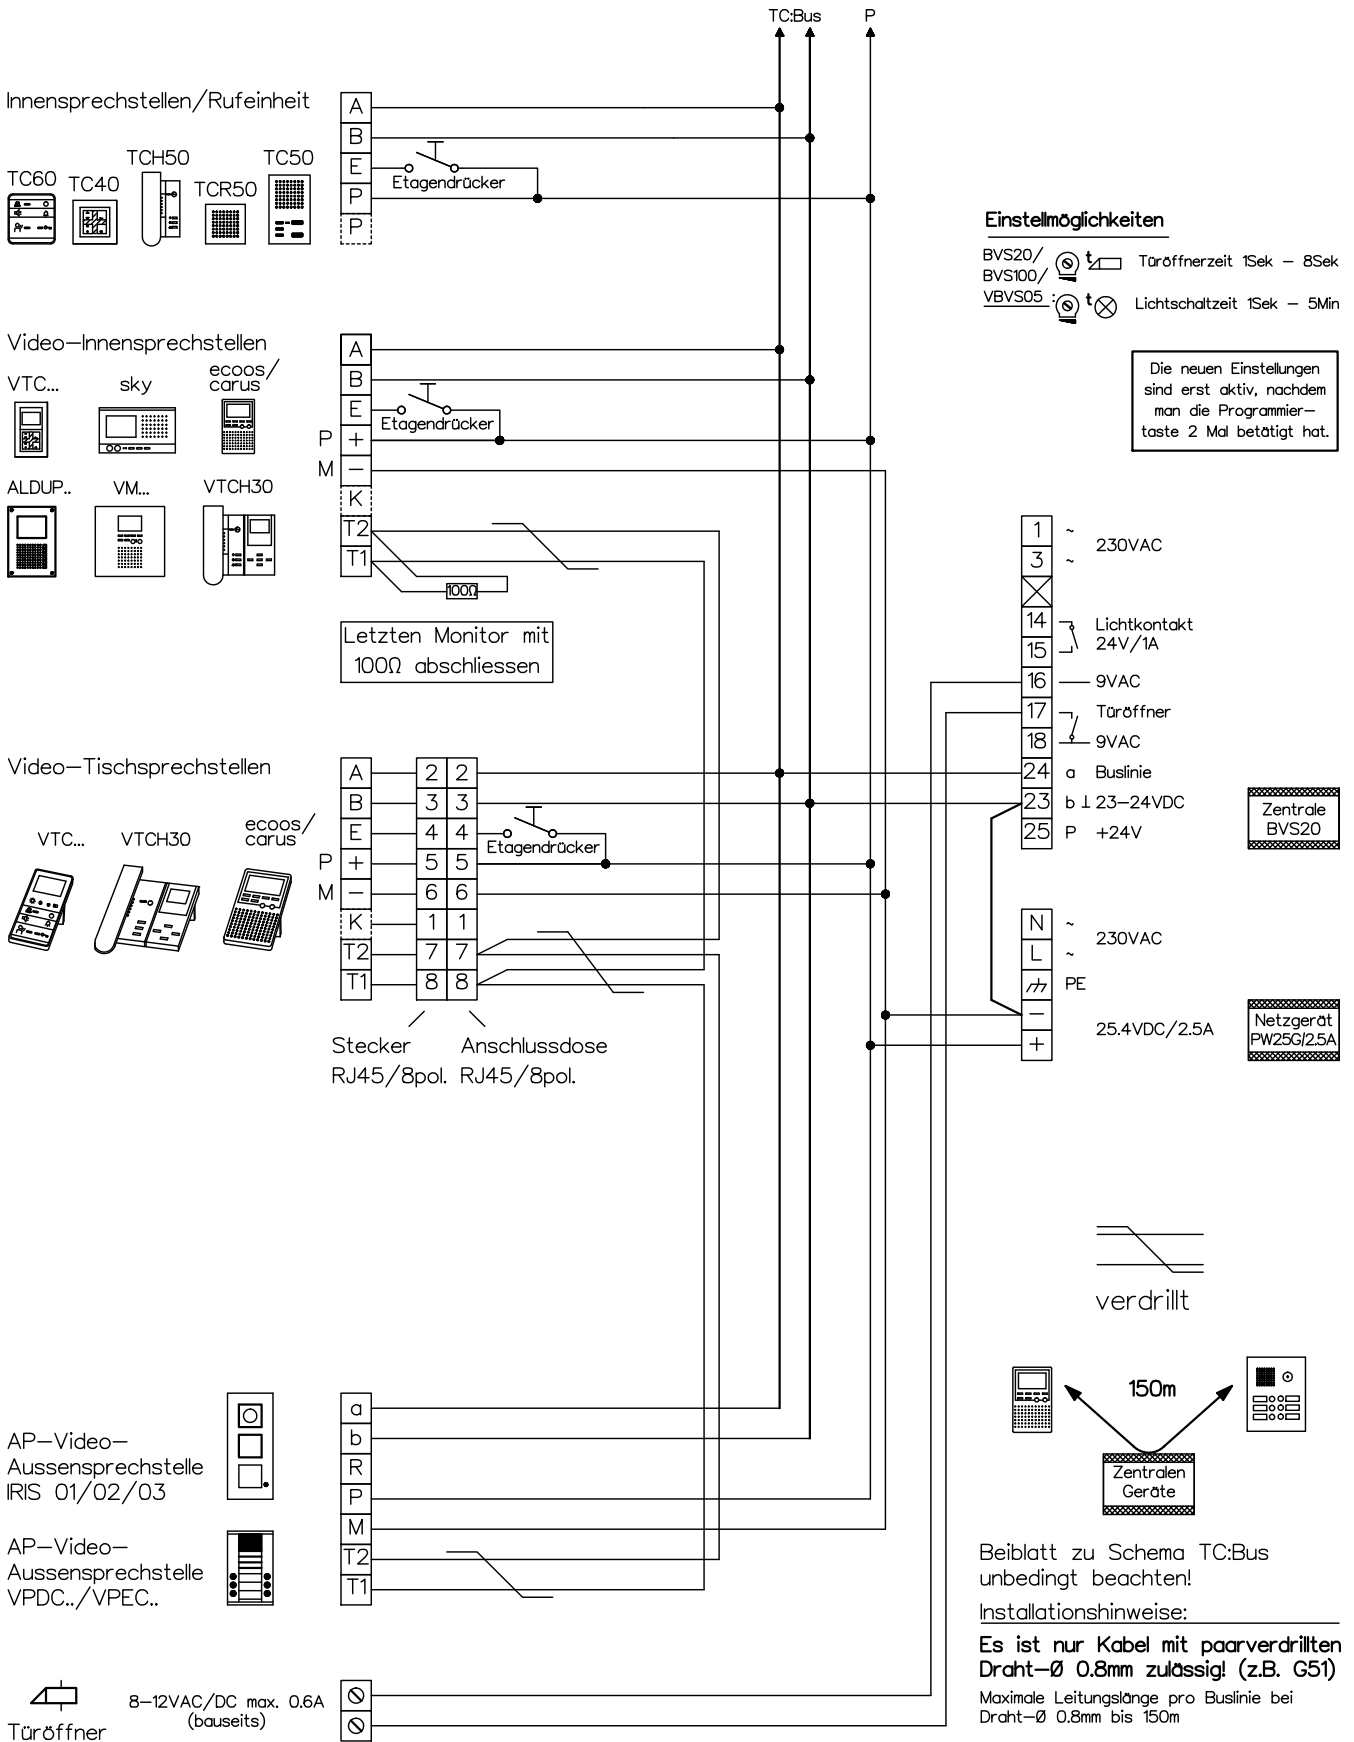 TC:Bus P
Innensprechstellen/Rufeinheit
TC60 TC40 TCH50 TCR50 TC50
A
B
E
P
P
Etagendrücker
Einstellmöglichkeiten
BVS20/
BVS100/
VBVS05 :
t Türöffnerzeit 1Sek – 8Sek
t Lichtschaltzeit 1Sek – 5Min
Die neuen Einstellungen
sind erst aktiv, nachdem
man die Programmier–
taste 2 Mal betätigt hat.
Video–Innensprechstellen
VTC... sky ecoos/
carus
ALDUP.. VM... VTCH30
A
B
E
P +
M –
K
T2
T1
Etagendrücker
100Ω
Letzten Monitor mit
100Ω abschliessen
1 ~
3 ~
230VAC
14
15
Lichtkontakt
24V/1A
16 9VAC
17 Türöffner
18 9VAC
24 a Buslinie
23 b ⊥ 23–24VDC
25 P +24V
Zentrale
BVS20
Video–Tischsprechstellen
VTC... VTCH30 ecoos/
carus
A 2 2
B 3 3
E 4 4
P + 5 5
M – 6 6
K 1 1
T2 7 7
T1 8 8
Etagendrücker
Stecker
RJ45/8pol.
Anschlussdose
RJ45/8pol.
N ~
L ~
230VAC
PE
–
+
25.4VDC/2.5A
Netzgerät
PW25G/2.5A
verdrillt
150m
Zentralen
Geräte
AP–Video–
Aussensprechstelle
IRIS 01/02/03
AP–Video–
Aussensprechstelle
VPDC../VPEC..
a
b
R
P
M
T2
T1
Türöffner
8–12VAC/DC max. 0.6A
(bauseits)
Beiblatt zu Schema TC:Bus
unbedingt beachten!
Installationshinweise:
Es ist nur Kabel mit paarverdrillten
Draht–Ø 0.8mm zulässig! (z.B. G51)
Maximale Leitungslänge pro Buslinie bei
Draht–Ø 0.8mm bis 150m